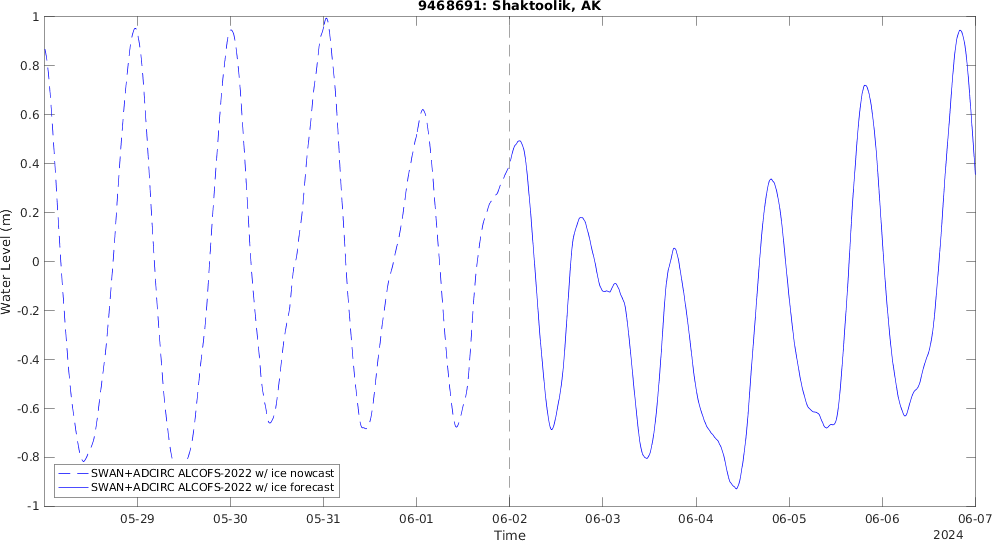 9468691: Shaktoolik, AK
Water Level (m)
1
0.8
0.6
0.4
0.2
0
-0.2
-0.4
-0.6
-0.8
-1
SWAN+ADCIRC ALCOFS-2022 w/ ice nowcast
SWAN+ADCIRC ALCOFS-2022 w/ ice forecast
05-29 05-30 05-31 06-01 06-02 06-03 06-04 06-05 06-06 06-07
Time
2024